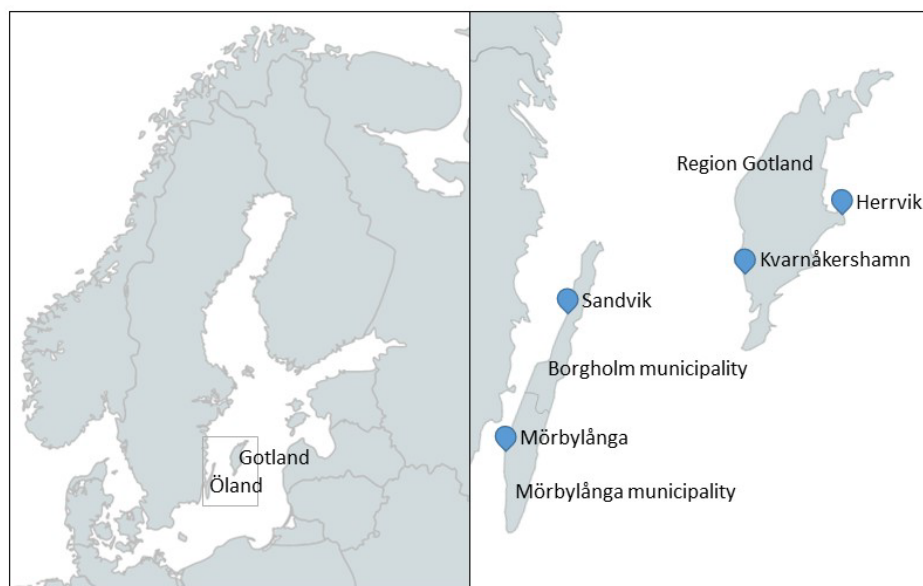 Gotland
Öland
Region Gotland
Herrvik
Kvarnåkershamn
Sandvik
Borgholm municipality
Mörbylånga
Mörbylånga municipality